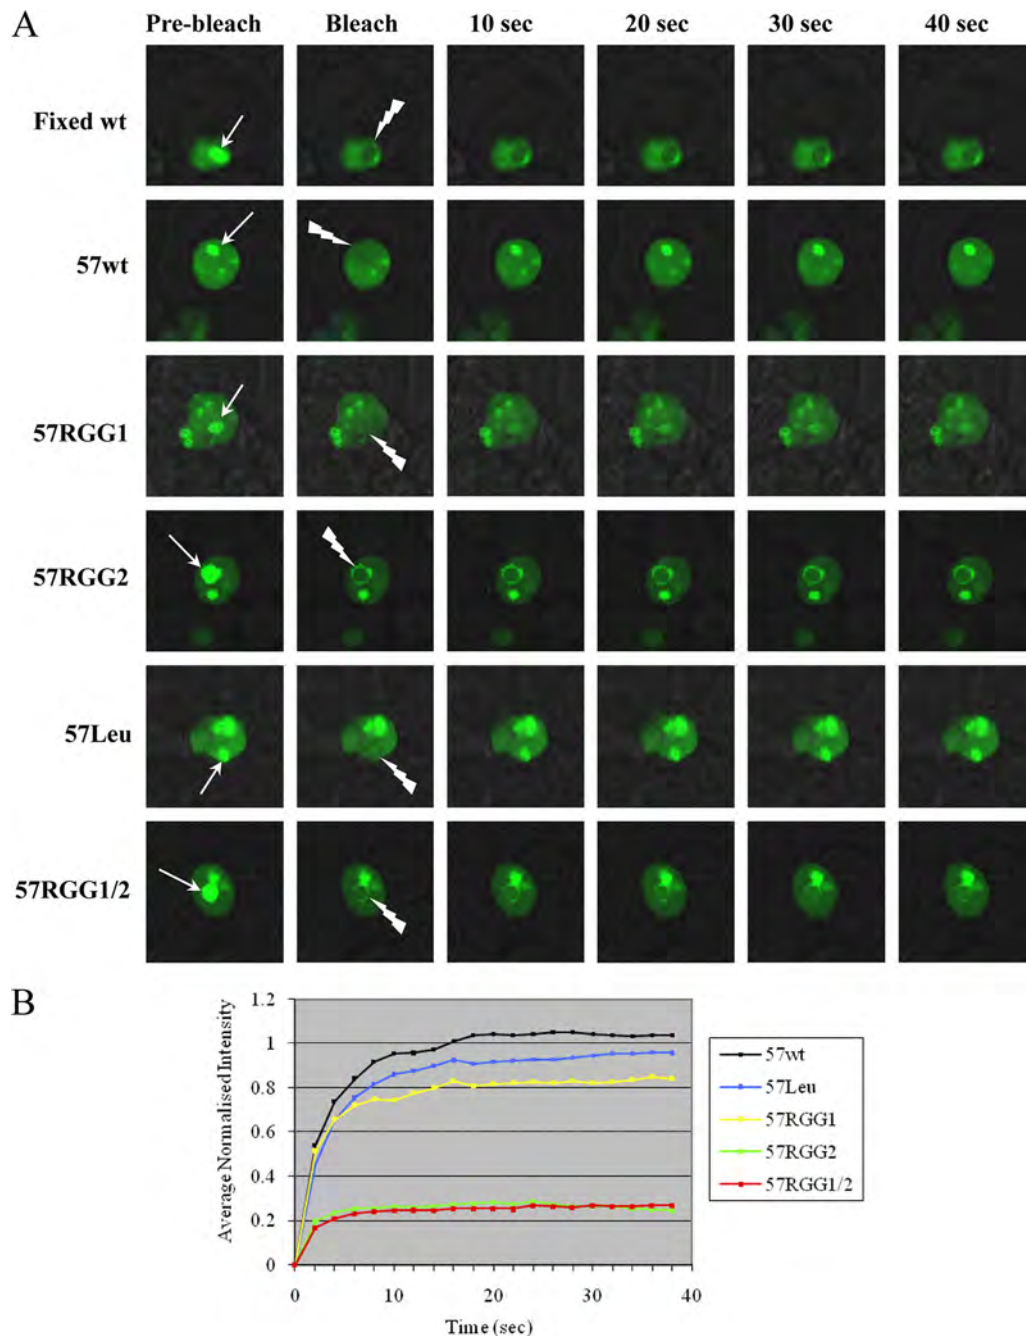 A
Pre-bleach Bleach 10 sec 20 sec 30 sec 40 sec
Fixed wt
57wt
57RGG1
57RGG2
57Leu
57RGG1/2
B
Average Normalised Intensity
1.2
1
0.8
0.6
0.4
0.2
0
0 10 20 30 40
Time (sec)
57wt
57Leu
57RGG1
57RGG2
57RGG1/2